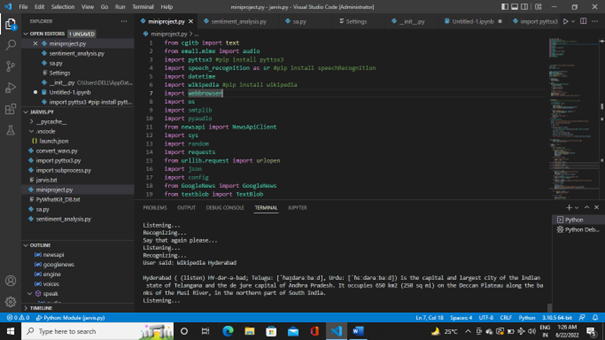 File Edit Selection View Go Run Terminal Help
miniproject.py - jarvis.py - Visual Studio Code [Administrator]
EXPLORER
OPEN EDITORS 1 UNSAVED
miniproject.py
sentiment_analysis.py
sa.py
Settings
__init__.py
Untitled-1.ipynb
import pyttsx3 #pip install pytt...
JARVIS.PY
__pycache__
.vscode
launch.json
convert_wavs.py
import pyttsx3.py
import subprocess.py
jarvis.txt
miniproject.py
PyWhatKit_DB.txt
sa.py
sentiment_analysis.py
OUTLINE
newsapi
googlenews
engine
voices
speak
TIMELINE
miniproject.py
sentiment_analysis.py
sa.py
Settings
__init__.py
Untitled-1.ipynb
import pyttsx3
1 from cgitb import text
2 from email.mime import audio
3 import pyttsx3 #pip install pyttsx3
4 import speech_recognition as sr #pip install speechRecognition
5 import datetime
6 import wikipedia #pip install wikipedia
7 import webbrowser
8 import os
9 import smtplib
10 import pyaudio
11 from newsapi import NewsApiClient
12 import sys
13 import random
14 import requests
15 from urllib.request import urlopen
16 import json
17 import config
18 from GoogleNews import GoogleNews
19 from textblob import TextBlob
PROBLEMS OUTPUT DEBUG CONSOLE TERMINAL JUPYTER
Listening...
Recognizing...
Say that again please...
Listening...
Recognizing...
User said: Wikipedia Hyderabad
Hyderabad ( (listen) HY-dər-ə-bad; Telugu: [ˈɦaɪ̯daraːbaːd], Urdu: [ˈɦɛːdəraːbaːd]) is the capital and largest city of the Indian
state of Telangana and the de jure capital of Andhra Pradesh. It occupies 650 km2 (250 sq mi) on the Deccan Plateau along the ba
nks of the Musi River, in the northern part of South India.
Listening...
Python
Python Deb...
0 0 Python: Module (jarvis.py)
Ln 7, Col 18 Spaces: 4 UTF-8 CRLF Python 3.10.5 64-bit
Type here to search
25°C
ENG
IN
1:26 AM
6/22/2022